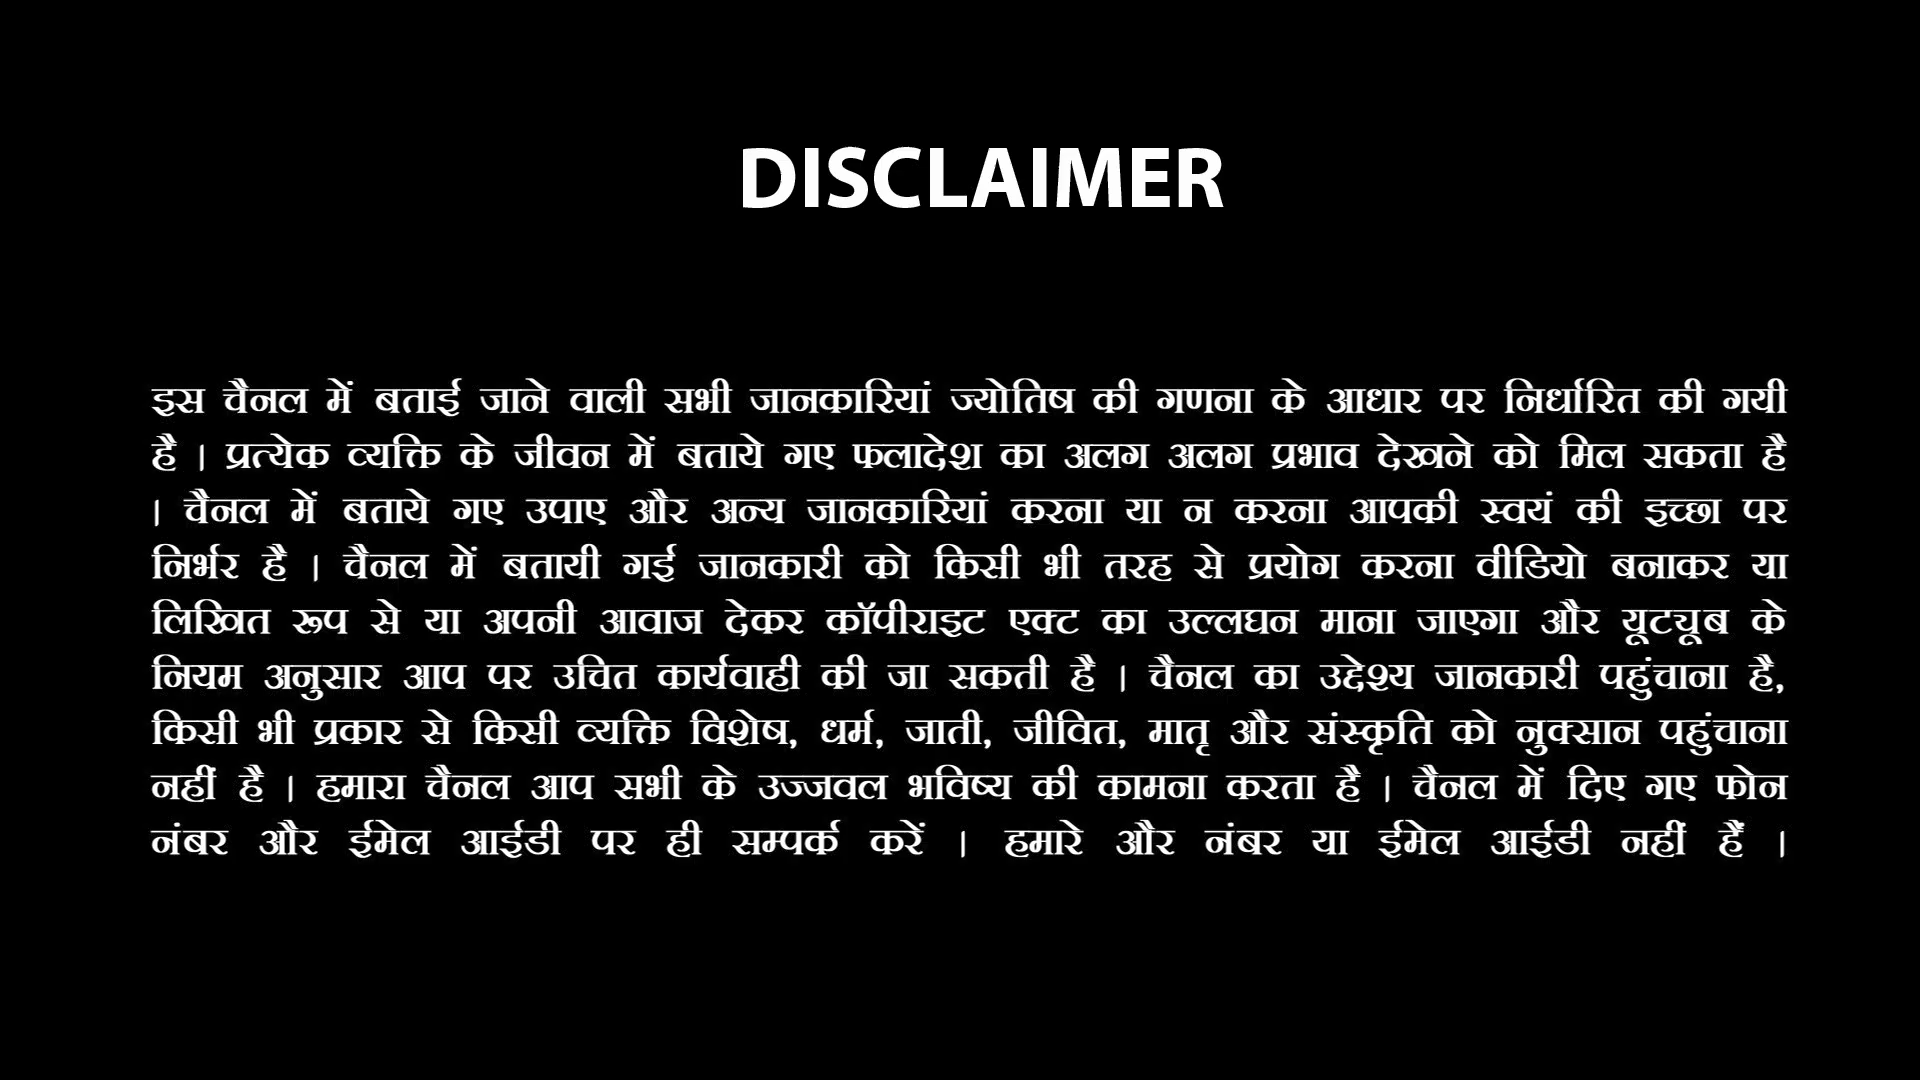 DISCLAIMER
इस चैनल में बताई जाने वाली सभी जानकारियां ज्योतिष की गणना के आधार पर निर्धारित की गयी
है । प्रत्येक व्यक्ति के जीवन में बताये गए फलादेश का अलग अलग प्रभाव देखने को मिल सकता है
। चैनल में बताये गए उपाए और अन्य जानकारियां करना या न करना आपकी स्वयं की इच्छा पर
निर्भर है । चैनल में बतायी गई जानकारी को किसी भी तरह से प्रयोग करना वीडियो बनाकर या
लिखित रूप से या अपनी आवाज देकर कॉपीराइट एक्ट का उल्लघन माना जाएगा और यूटच्यूब के
नियम अनुसार आप पर उचित कार्यवाही की जा सकती है । चैनल का उद्देश्य जानकारी पहुंचाना है,
किसी भी प्रकार से किसी व्यक्ति विशेष, धर्म, जाती, जीवित, मातृ और संस्कृति को नुक्सान पहुंचाना
नहीं है । हमारा चैनल आप सभी के उज्जवल भविष्य की कामना करता है । चैनल में दिए गए फोन
नंबर और ईमेल आईडी पर ही सम्पर्क करें । हमारे और नंबर या ईमेल आईडी नहीं हैं ।